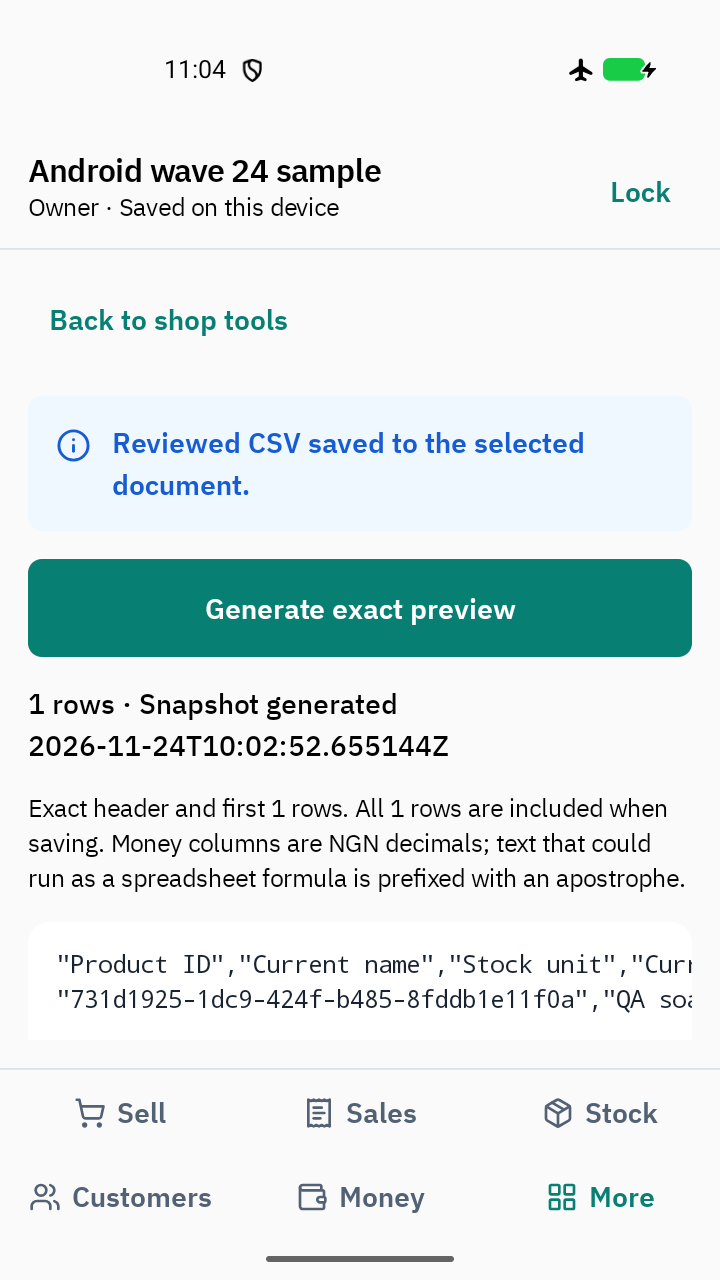 11:04
Android wave 24 sample
Owner · Saved on this device
Lock
Back to shop tools
Reviewed CSV saved to the selected
document.
Generate exact preview
1 rows · Snapshot generated
2026-11-24T10:02:52.655144Z
Exact header and first 1 rows. All 1 rows are included when
saving. Money columns are NGN decimals; text that could
run as a spreadsheet formula is prefixed with an apostrophe.
"Product ID","Current name","Stock unit","Curr
"731d1925-1dc9-424f-b485-8fddb1e11f0a","QA soa
Sell
Sales
Stock
Customers
Money
More